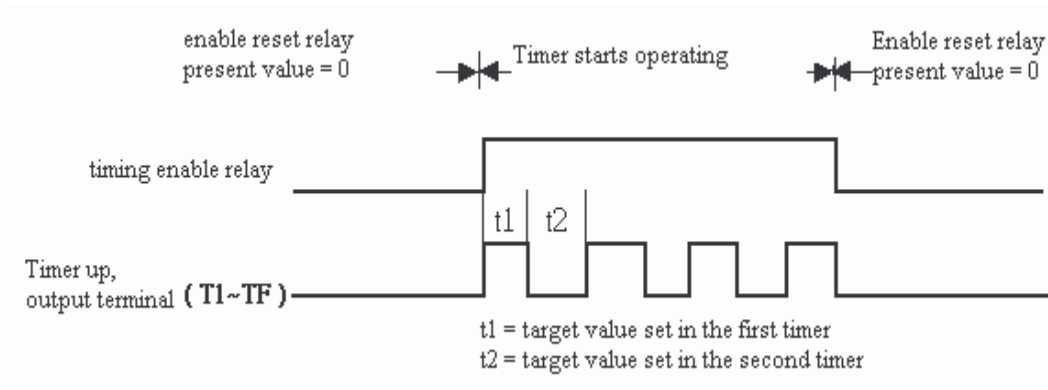 enable reset relay
present value = 0
Timer starts operating
Enable reset relay
present value = 0
timing enable relay
t1 t2
Timer up,
output terminal ( T1~TF )
t1 = target value set in the first timer
t2 = target value set in the second timer